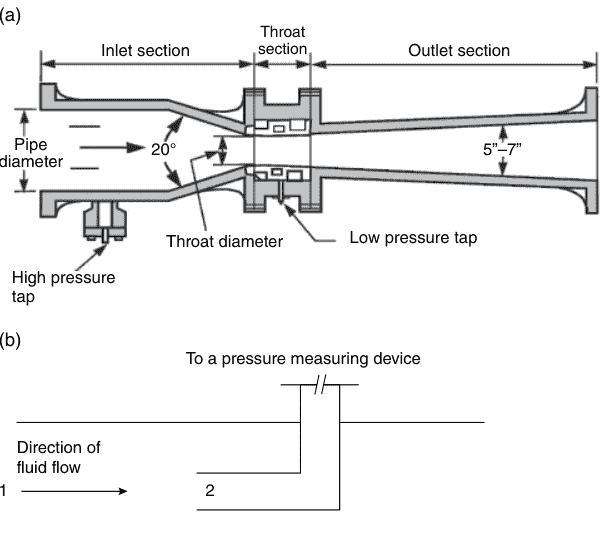 (a)
Throat
section
Inlet section
Outlet section
Pipe
diameter
20°
5”–7”
Throat diameter
Low pressure tap
High pressure
tap
(b)
To a pressure measuring device
Direction of
fluid flow
1
2